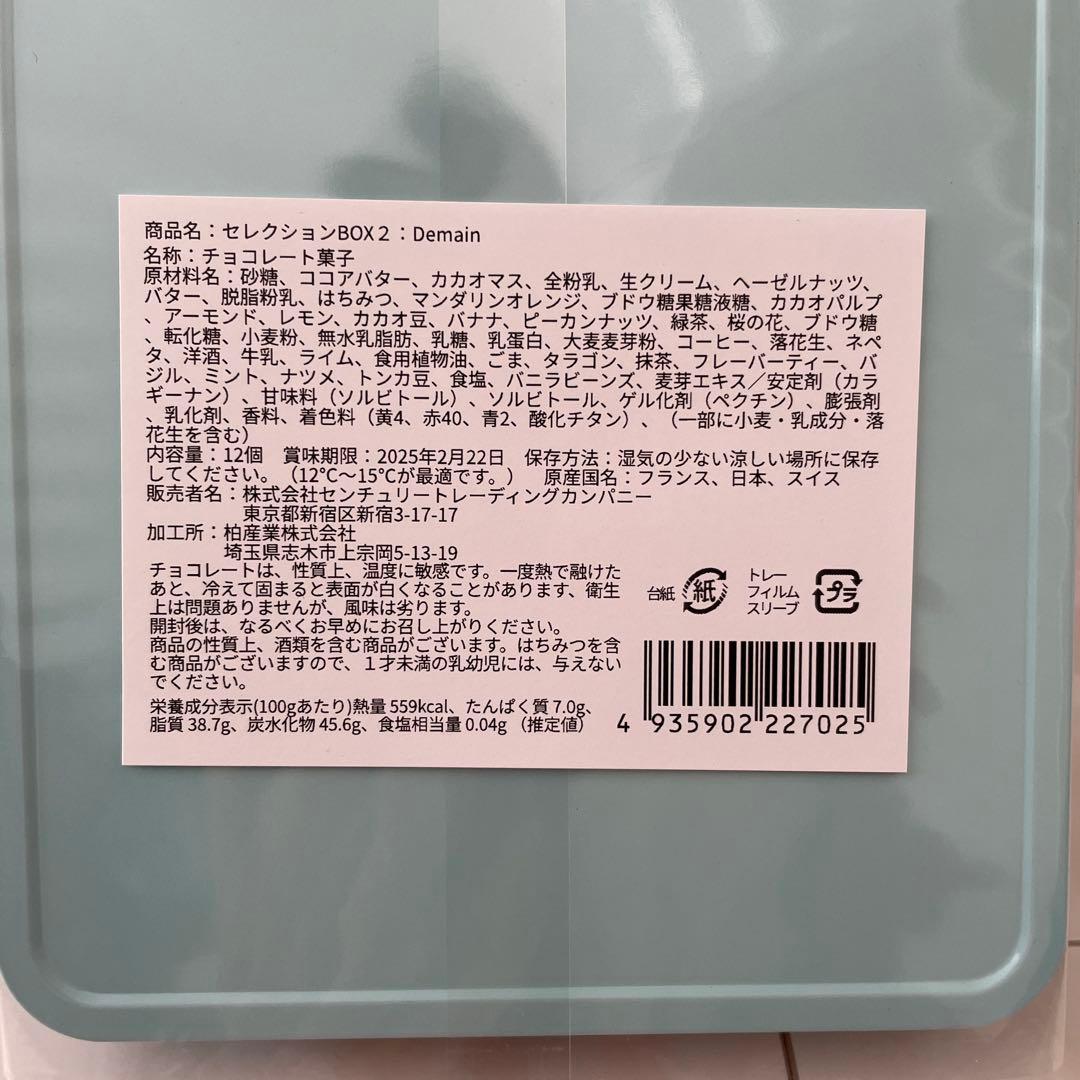 商品名：セレクションBOX２：Demain
名称：チョコレート菓子
原材料名：砂糖、ココアバター、カカオマス、全粉乳、生クリーム、ヘーゼルナッツ、
バター、脱脂粉乳、はちみつ、マンダリンオレンジ、ブドウ糖果糖液糖、カカオパルプ
、アーモンド、レモン、カカオ豆、バナナ、ピーカンナッツ、緑茶、桜の花、ブドウ糖
、転化糖、小麦粉、無水乳脂肪、乳糖、乳蛋白、大麦麦芽粉、コーヒー、落花生、ネペ
タ、洋酒、牛乳、ライム、食用植物油、ごま、タラゴン、抹茶、フレーバーティー、バ
ジル、ミント、ナツメ、トンカ豆、食塩、バニラビーンズ、麦芽エキス／安定剤（カラ
ギーナン）、甘味料（ソルビトール）、ソルビトール、ゲル化剤（ペクチン）、膨張剤
、乳化剤、香料、着色料（黄4、赤40、青2、酸化チタン）、（一部に小麦・乳成分・落
花生を含む）
内容量：12個　賞味期限：2025年2月22日　保存方法：湿気の少ない涼しい場所に保存
してください。（12℃～15℃が最適です。）　原産国名：フランス、日本、スイス
販売者名：株式会社センチュリートレーディングカンパニー
東京都新宿区新宿3-17-17
加工所：柏産業株式会社
埼玉県志木市上宗岡5-13-19
チョコレートは、性質上、温度に敏感です。一度熱で融けた
あと、冷えて固まると表面が白くなることがあります、衛生
上は問題ありませんが、風味は劣ります。
開封後は、なるべくお早めにお召し上がりください。
商品の性質上、酒類を含む商品がございます。はちみつを含
む商品がございますので、１才未満の乳幼児には、与えない
でください。
栄養成分表示(100gあたり)熱量 559kcal、たんぱく質 7.0g、
脂質 38.7g、炭水化物 45.6g、食塩相当量 0.04g（推定値）
台紙 紙
トレー
フィルム
スリーブ
プラ
4 935902 227025